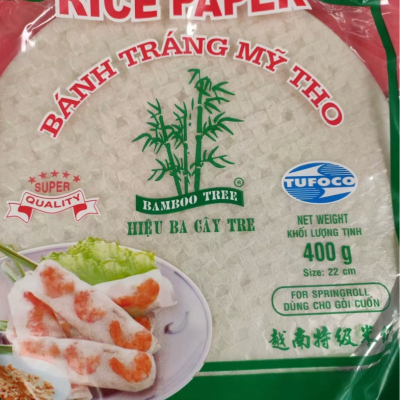 RICE PAPER
BÁNH TRÁNG MỸ THO
SUPER
QUALITY
BAMBOO TREE
®
HIỆU BA CÂY TRE
TUFOCO
NET WEIGHT
KHỐI LƯỢNG TỊNH
400 g
Size: 22 cm
FOR SPRINGROLL
DÙNG CHO GỎI CUỐN
越南特級米